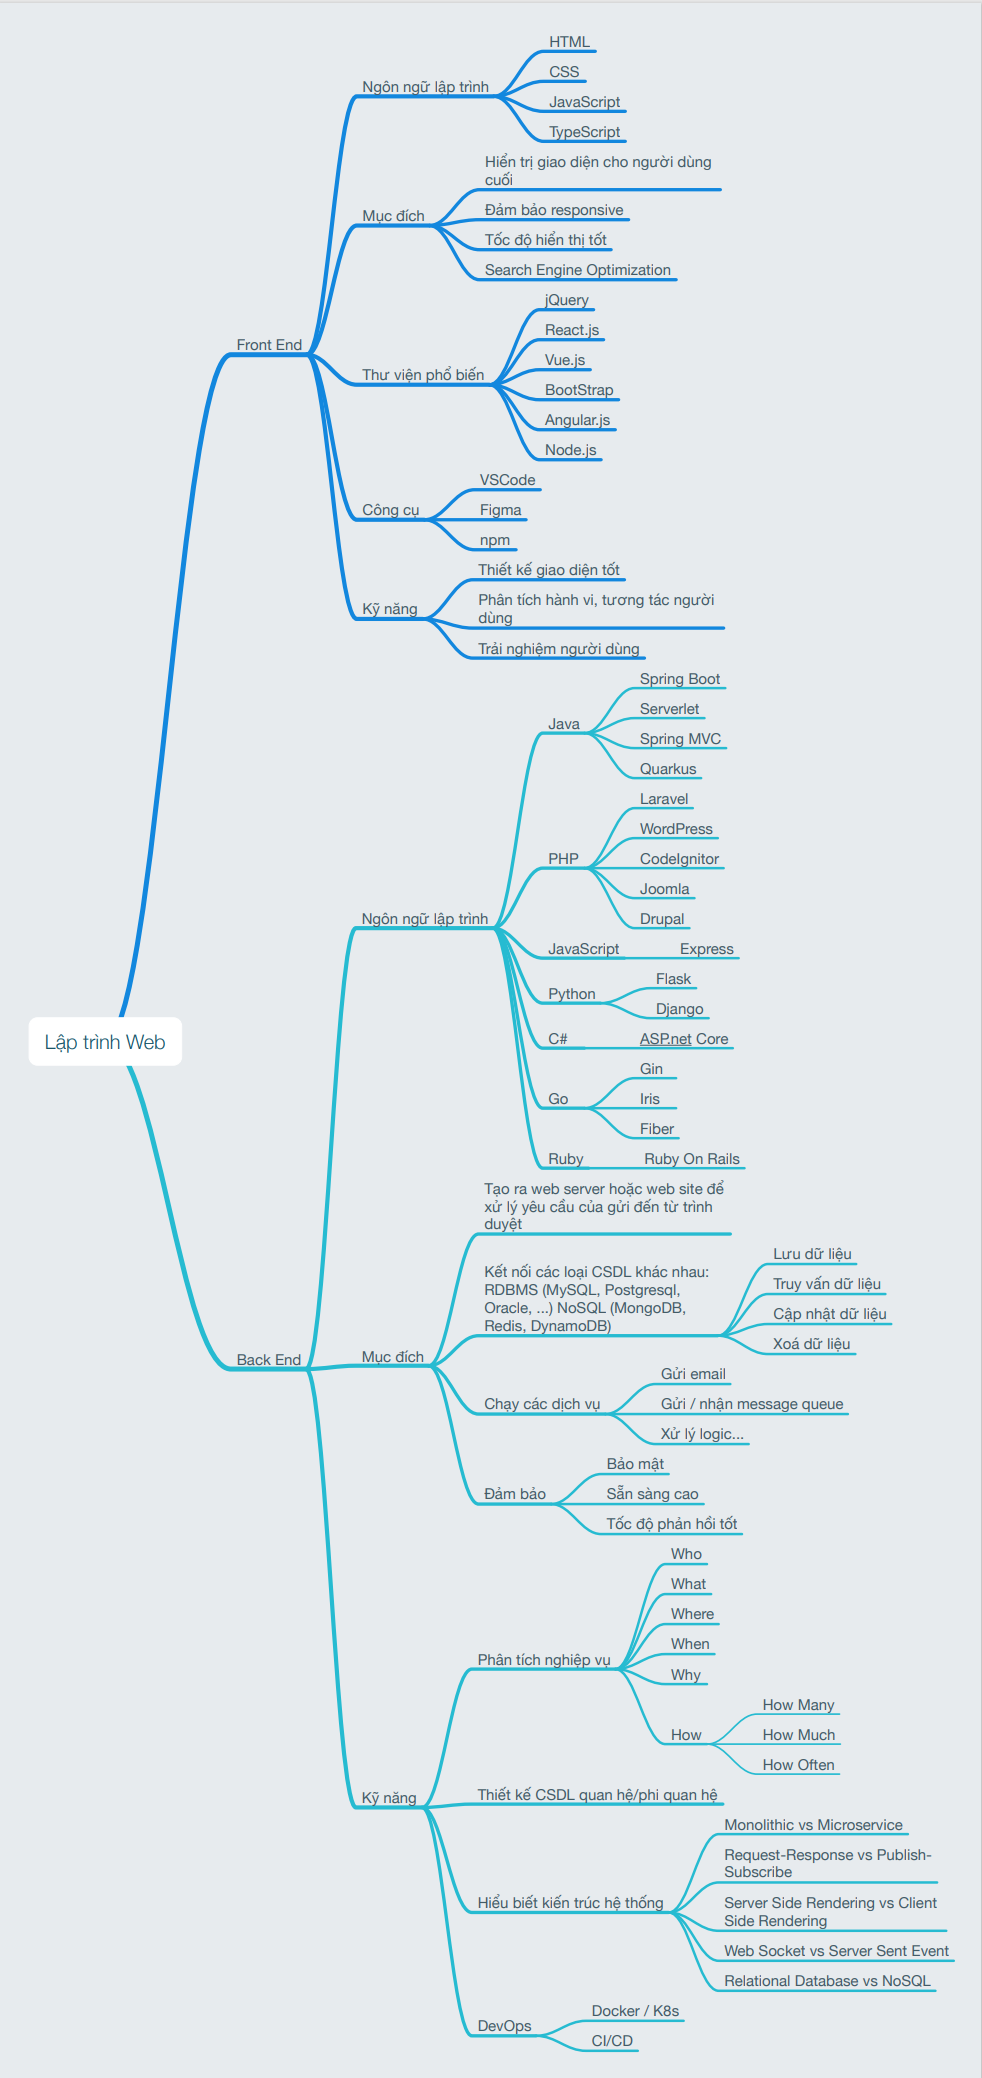 HTML
CSS
Ngôn ngữ lập trình
JavaScript
TypeScript
Hiển trị giao diện cho người dùng
cuối
Mục đích
Đảm bảo responsive
Tốc độ hiển thị tốt
Search Engine Optimization
jQuery
React.js
Front End
Vue.js
Thư viện phổ biến
BootStrap
Angular.js
Node.js
VSCode
Công cụ
Figma
npm
Thiết kế giao diện tốt
Kỹ năng
Phân tích hành vi, tương tác người
dùng
Trải nghiệm người dùng
Spring Boot
Java
Serverlet
Spring MVC
Quarkus
Laravel
WordPress
PHP
CodeIgnitor
Joomla
Drupal
Ngôn ngữ lập trình
JavaScript
Express
Python
Flask
Django
Lập trình Web
C#
ASP.net Core
Go
Gin
Iris
Fiber
Ruby
Ruby On Rails
Tạo ra web server hoặc web site để
xử lý yêu cầu của gửi đến từ trình
duyệt
Kết nối các loại CSDL khác nhau:
RDBMS (MySQL, Postgresql,
Oracle, ...) NoSQL (MongoDB,
Redis, DynamoDB)
Lưu dữ liệu
Truy vấn dữ liệu
Cập nhật dữ liệu
Xoá dữ liệu
Back End
Mục đích
Chạy các dịch vụ
Gửi email
Gửi / nhận message queue
Xử lý logic...
Đảm bảo
Bảo mật
Sẵn sàng cao
Tốc độ phản hồi tốt
Who
What
Where
When
Phân tích nghiệp vụ
Why
How
How Many
How Much
How Often
Kỹ năng
Thiết kế CSDL quan hệ/phi quan hệ
Monolithic vs Microservice
Request-Response vs Publish-
Subscribe
Hiểu biết kiến trúc hệ thống
Server Side Rendering vs Client
Side Rendering
Web Socket vs Server Sent Event
Relational Database vs NoSQL
DevOps
Docker / K8s
CI/CD